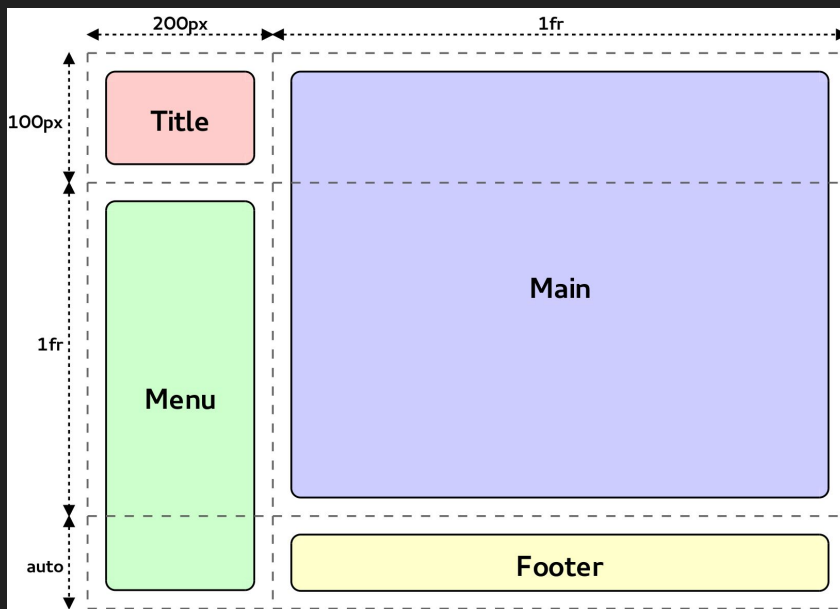 200px
1fr
100px
Title
Main
1fr
Menu
auto
Footer